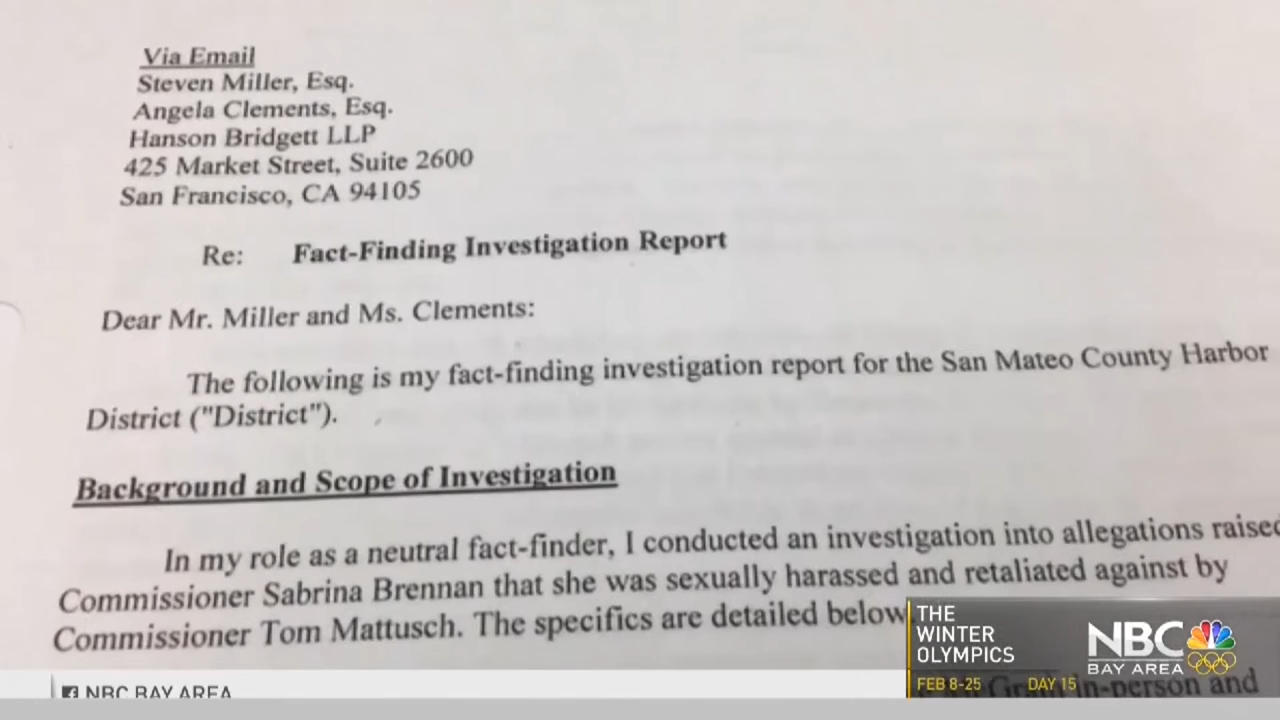 Via Email
Steven Miller, Esq.
Angela Clements, Esq.
Hanson Bridgett LLP
425 Market Street, Suite 2600
San Francisco, CA 94105
Re: Fact-Finding Investigation Report
Dear Mr. Miller and Ms. Clements:
The following is my fact-finding investigation report for the San Mateo County Harbor
District ("District").
Background and Scope of Investigation
In my role as a neutral fact-finder, I conducted an investigation into allegations raised
Commissioner Sabrina Brennan that she was sexually harassed and retaliated against by
Commissioner Tom Mattusch. The specifics are detailed below
in-person and
THE
WINTER
OLYMPICS
FEB 8-25 DAY 15
NBC
BAY AREA
NBC BAY AREA